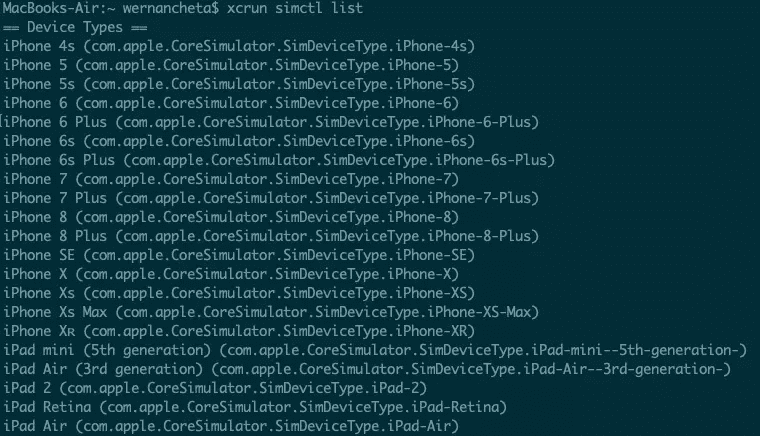 MacBooks-Air:~ wernancheta$ xcrun simctl list
== Device Types ==
iPhone 4s (com.apple.CoreSimulator.SimDeviceType.iPhone-4s)
iPhone 5 (com.apple.CoreSimulator.SimDeviceType.iPhone-5)
iPhone 5s (com.apple.CoreSimulator.SimDeviceType.iPhone-5s)
iPhone 6 (com.apple.CoreSimulator.SimDeviceType.iPhone-6)
iPhone 6 Plus (com.apple.CoreSimulator.SimDeviceType.iPhone-6-Plus)
iPhone 6s (com.apple.CoreSimulator.SimDeviceType.iPhone-6s)
iPhone 6s Plus (com.apple.CoreSimulator.SimDeviceType.iPhone-6s-Plus)
iPhone 7 (com.apple.CoreSimulator.SimDeviceType.iPhone-7)
iPhone 7 Plus (com.apple.CoreSimulator.SimDeviceType.iPhone-7-Plus)
iPhone 8 (com.apple.CoreSimulator.SimDeviceType.iPhone-8)
iPhone 8 Plus (com.apple.CoreSimulator.SimDeviceType.iPhone-8-Plus)
iPhone SE (com.apple.CoreSimulator.SimDeviceType.iPhone-SE)
iPhone X (com.apple.CoreSimulator.SimDeviceType.iPhone-X)
iPhone Xs (com.apple.CoreSimulator.SimDeviceType.iPhone-XS)
iPhone Xs Max (com.apple.CoreSimulator.SimDeviceType.iPhone-XS-Max)
iPhone Xʀ (com.apple.CoreSimulator.SimDeviceType.iPhone-XR)
iPad mini (5th generation) (com.apple.CoreSimulator.SimDeviceType.iPad-mini--5th-generation-)
iPad Air (3rd generation) (com.apple.CoreSimulator.SimDeviceType.iPad-Air--3rd-generation-)
iPad 2 (com.apple.CoreSimulator.SimDeviceType.iPad-2)
iPad Retina (com.apple.CoreSimulator.SimDeviceType.iPad-Retina)
iPad Air (com.apple.CoreSimulator.SimDeviceType.iPad-Air)